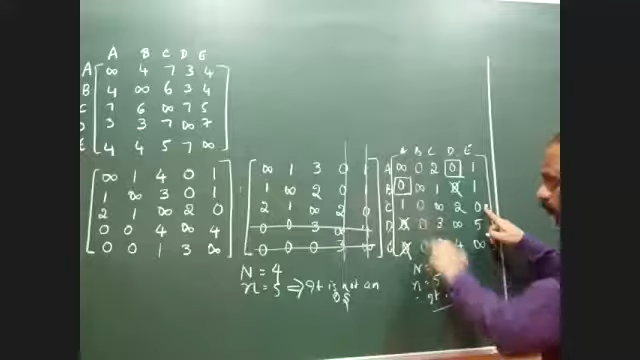 A B C D E
A ∞ 4 7 3 4
B 4 ∞ 6 3 4
C 7 6 ∞ 7 5
D 3 3 7 ∞ 7
E 4 4 5 7 ∞
∞ 1 4 0 1
1 ∞ 3 0 1
2 1 ∞ 2 0
0 0 4 ∞ 4
0 0 1 3 ∞
∞ 1 3 0 1
1 ∞ 2 0
2 1 ∞ 2 0
0 0 3 ∞
0 0 0 3 ∞
N = 4
n = 5 ⇒ It is not an
OS
A B C D E
A ∞ 0 2 0 1
B 0 ∞ 1 0 1
C 1 0 ∞ 2 0
D 0 0 3 ∞ 5
0 4 ∞
N =
n = 5